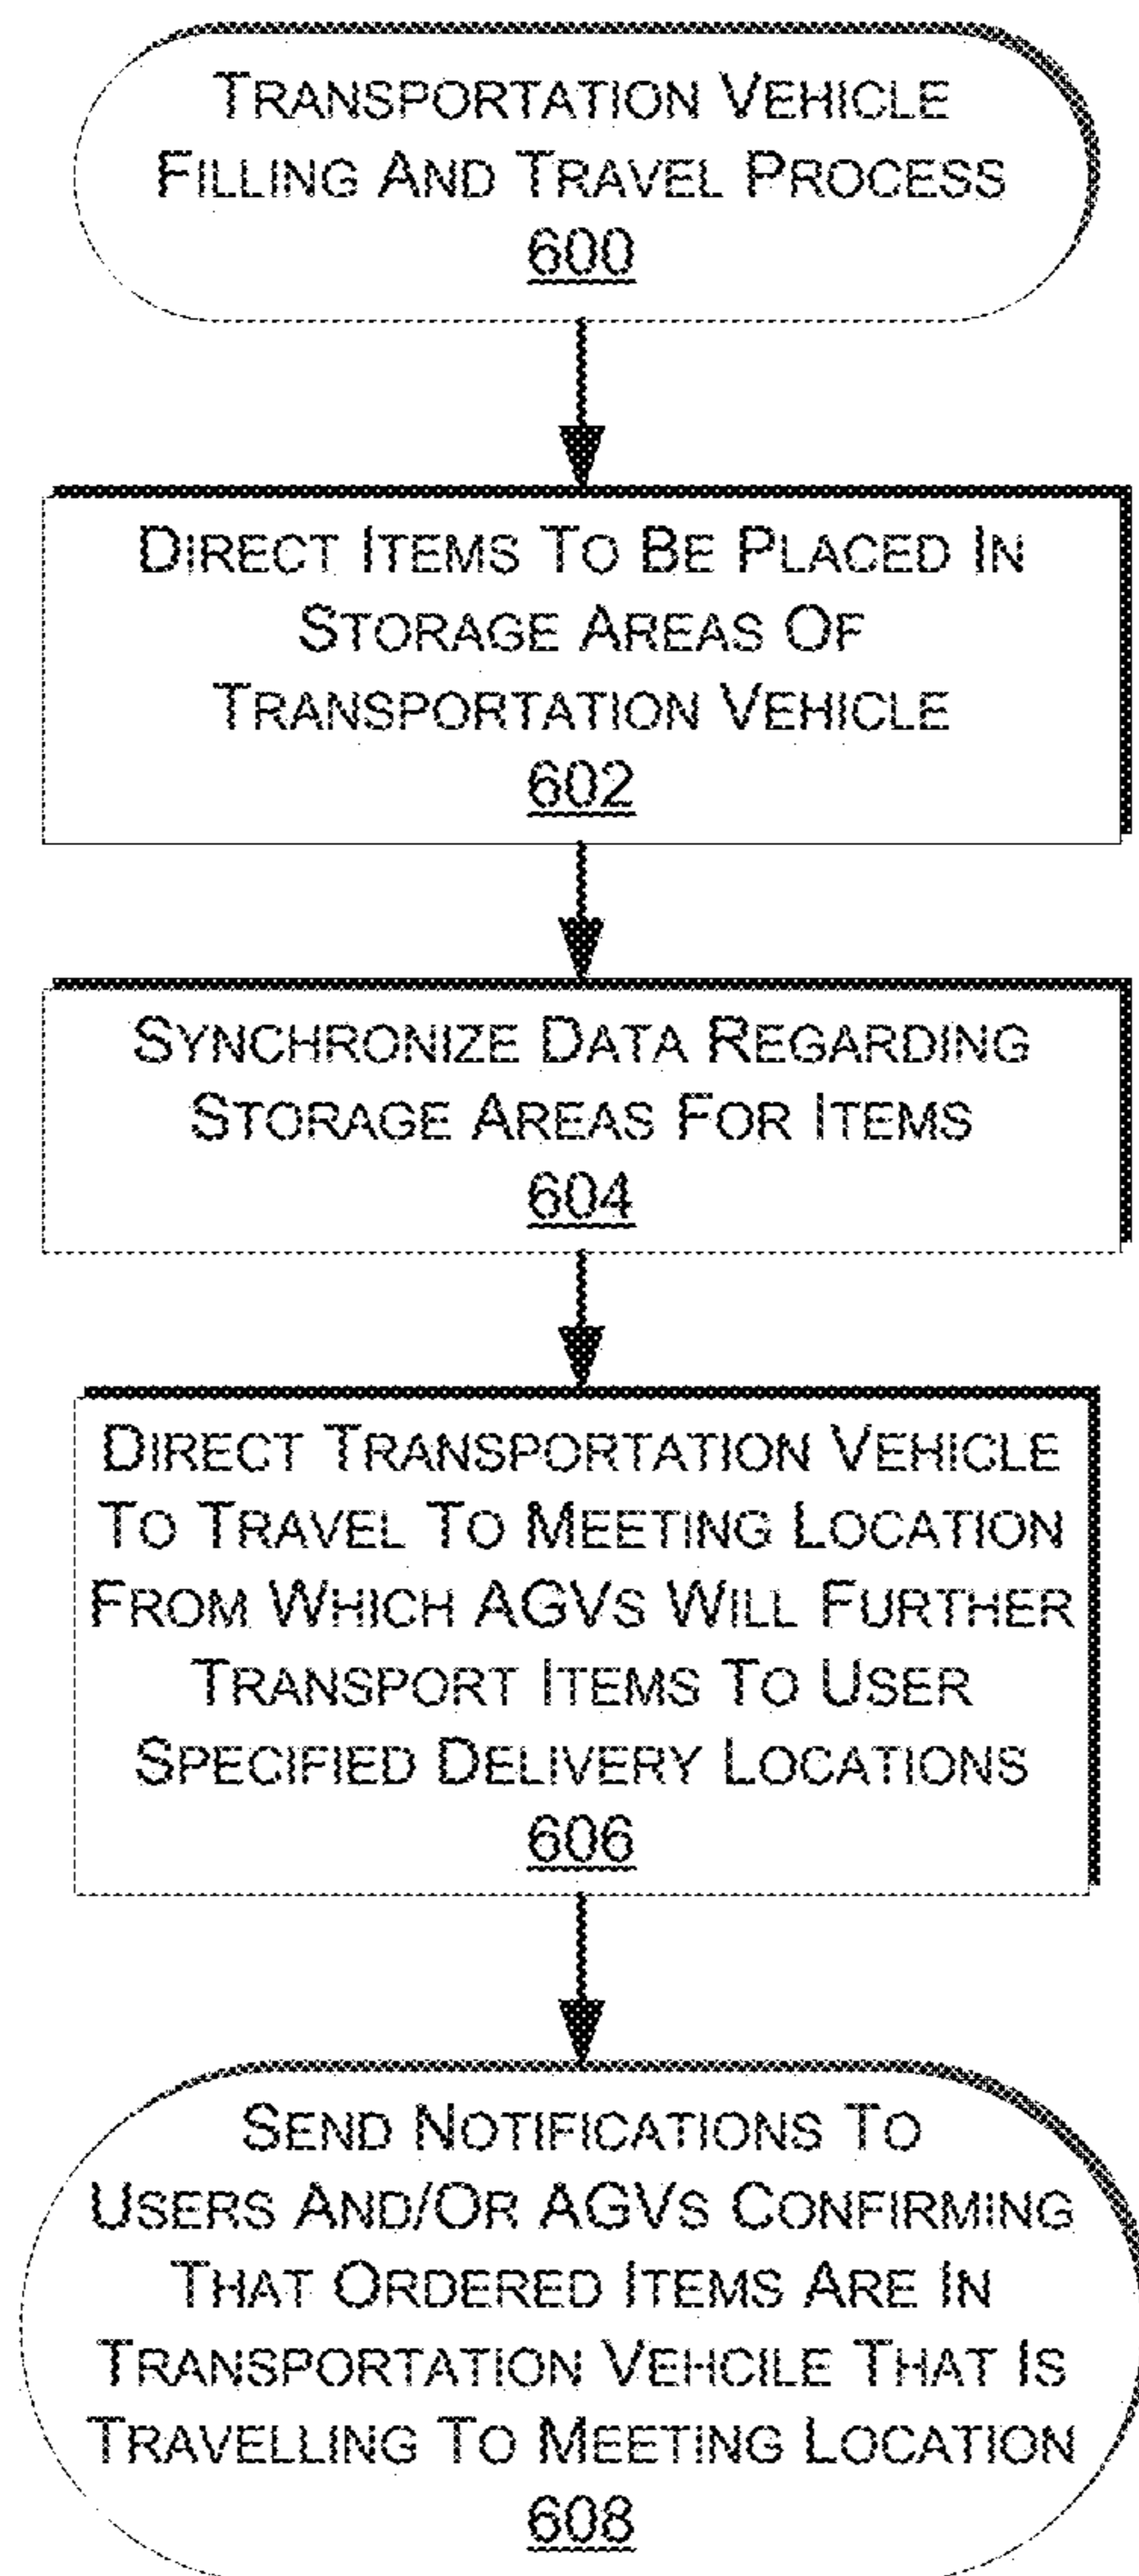 TRANSPORTATION VEHICLE
FILLING AND TRAVEL PROCESS
600
DIRECT ITEMS TO BE PLACED IN
STORAGE AREAS OF
TRANSPORTATION VEHICLE
602
SYNCHRONIZE DATA REGARDING
STORAGE AREAS FOR ITEMS
604
DIRECT TRANSPORTATION VEHICLE
TO TRAVEL TO MEETING LOCATION
FROM WHICH AGVS WILL FURTHER
TRANSPORT ITEMS TO USER
SPECIFIED DELIVERY LOCATIONS
606
SEND NOTIFICATIONS TO
USERS AND/OR AGVS CONFIRMING
THAT ORDERED ITEMS ARE IN
TRANSPORTATION VEHCILE THAT IS
TRAVELLING TO MEETING LOCATION
608